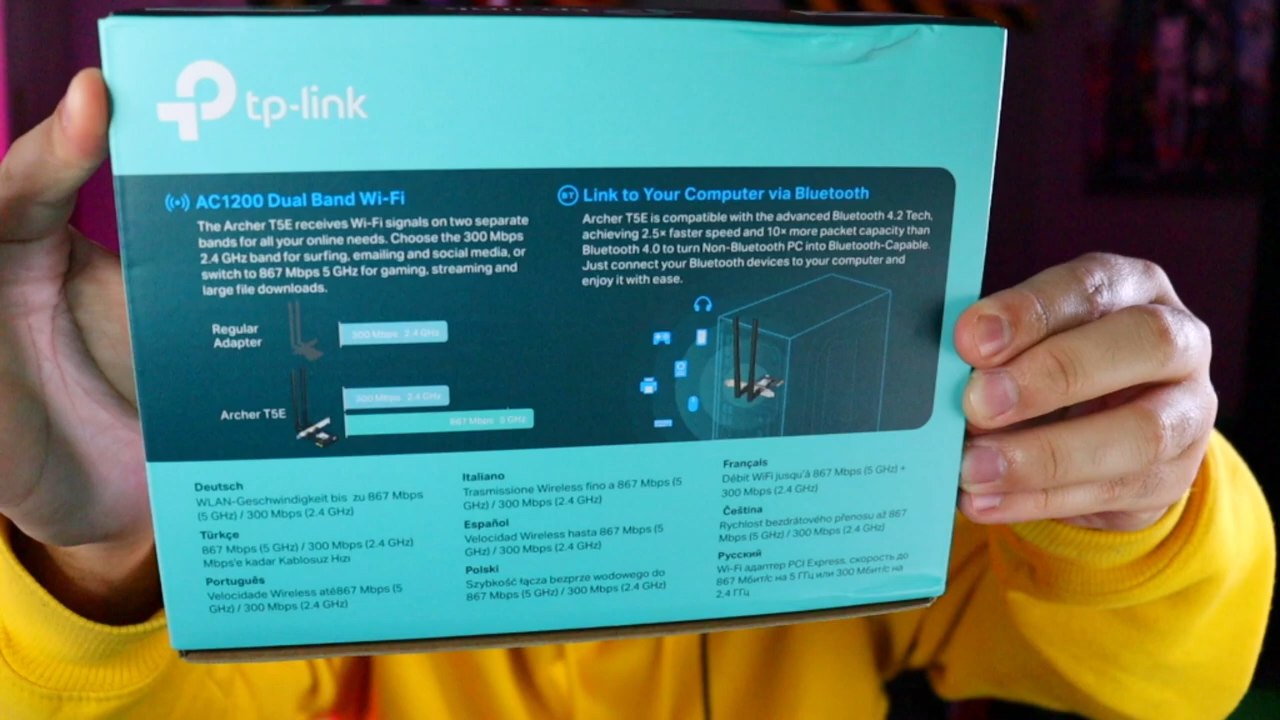 tp-link
AC1200 Dual Band Wi-Fi
The Archer T5E receives Wi-Fi signals on two separate
bands for all your online needs. Choose the 300 Mbps
2.4 GHz band for surfing, emailing and social media, or
switch to 867 Mbps 5 GHz for gaming, streaming and
large file downloads.
Regular
Adapter
300 Mbps 2.4 GHz
Archer T5E
300 Mbps 2.4 GHz
867 Mbps 5 GHz
BT Link to Your Computer via Bluetooth
Archer T5E is compatible with the advanced Bluetooth 4.2 Tech,
achieving 2.5× faster speed and 10× more packet capacity than
Bluetooth 4.0 to turn Non-Bluetooth PC into Bluetooth-Capable.
Just connect your Bluetooth devices to your computer and
enjoy it with ease.
Deutsch
WLAN-Geschwindigkeit bis zu 867 Mbps
(5 GHz) / 300 Mbps (2.4 GHz)
Türkçe
867 Mbps (5 GHz) / 300 Mbps (2.4 GHz)
Mbps'e kadar Kablosuz Hızı
Português
Velocidade Wireless até867 Mbps (5
GHz) / 300 Mbps (2.4 GHz)
Italiano
Trasmissione Wireless fino a 867 Mbps (5
GHz) / 300 Mbps (2.4 GHz)
Español
Velocidad Wireless hasta 867 Mbps (5
GHz) / 300 Mbps (2.4 GHz)
Polski
Szybkość łącza bezprze wodowego do
867 Mbps (5 GHz) / 300 Mbps (2.4 GHz)
Français
Débit WiFi jusqu'à 867 Mbps (5 GHz) +
300 Mbps (2.4 GHz)
Čeština
Rychlost bezdrátového přenosu až 867
Mbps (5 GHz) / 300 Mbps (2.4 GHz)
Русский
Wi-Fi адаптер PCI Express, скорость до
867 Мбит/с на 5 ГГц или 300 Мбит/с на
2,4 ГГц